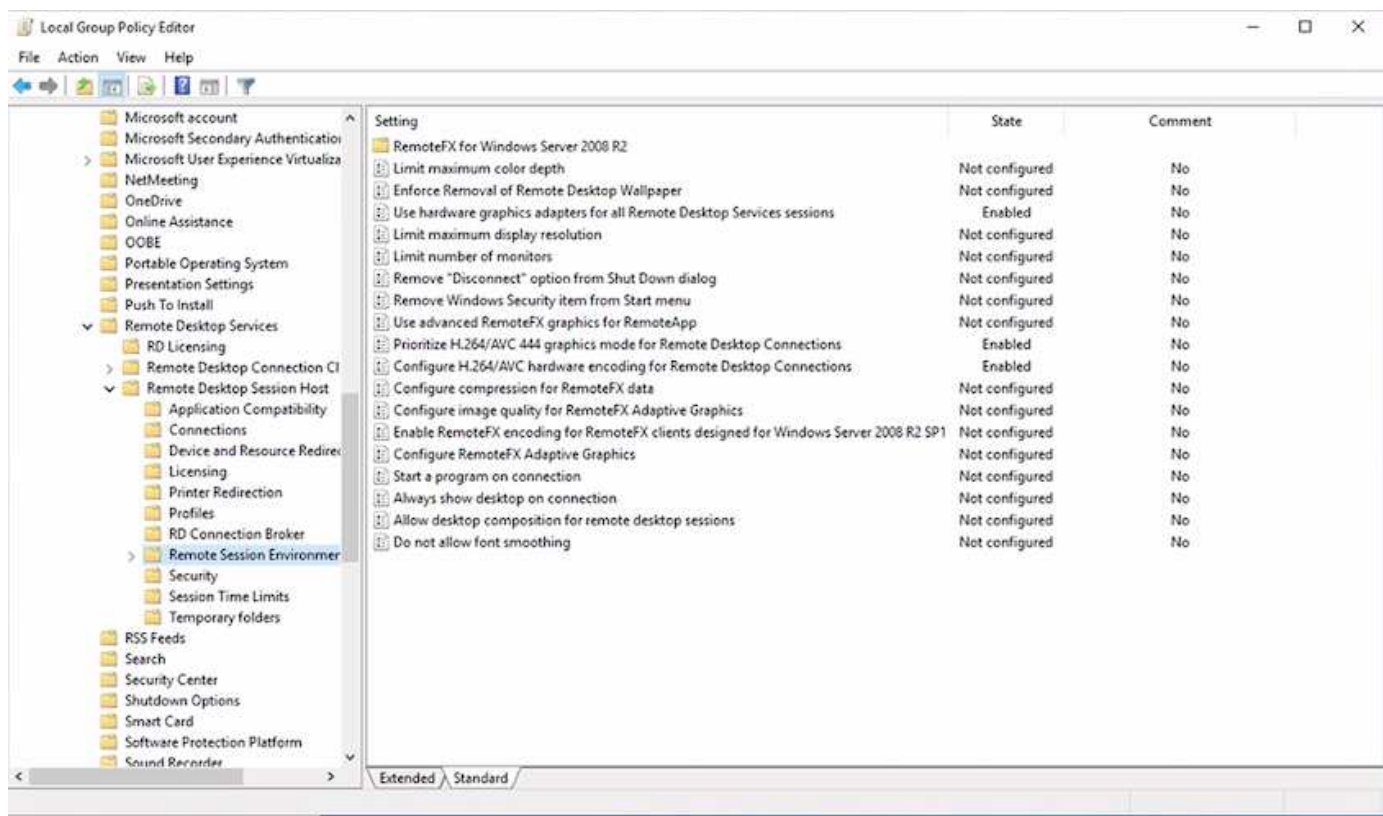 Local Group Policy Editor
File Action View Help
Microsoft account
Microsoft Secondary Authentication
Microsoft User Experience Virtualiza
NetMeeting
OneDrive
Online Assistance
OOBE
Portable Operating System
Presentation Settings
Push To Install
Remote Desktop Services
RD Licensing
Remote Desktop Connection Cl
Remote Desktop Session Host
Application Compatibility
Connections
Device and Resource Redirec
Licensing
Printer Redirection
Profiles
RD Connection Broker
Remote Session Environmer
Security
Session Time Limits
Temporary folders
RSS Feeds
Search
Security Center
Shutdown Options
Smart Card
Software Protection Platform
Sound Recorder
Setting State Comment
RemoteFX for Windows Server 2008 R2
Limit maximum color depth Not configured No
Enforce Removal of Remote Desktop Wallpaper Not configured No
Use hardware graphics adapters for all Remote Desktop Services sessions Enabled No
Limit maximum display resolution Not configured No
Limit number of monitors Not configured No
Remove "Disconnect" option from Shut Down dialog Not configured No
Remove Windows Security item from Start menu Not configured No
Use advanced RemoteFX graphics for RemoteApp Not configured No
Prioritize H.264/AVC 444 graphics mode for Remote Desktop Connections Enabled No
Configure H.264/AVC hardware encoding for Remote Desktop Connections Enabled No
Configure compression for RemoteFX data Not configured No
Configure image quality for RemoteFX Adaptive Graphics Not configured No
Enable RemoteFX encoding for RemoteFX clients designed for Windows Server 2008 R2 SP1 Not configured No
Configure RemoteFX Adaptive Graphics Not configured No
Start a program on connection Not configured No
Always show desktop on connection Not configured No
Allow desktop composition for remote desktop sessions Not configured No
Do not allow font smoothing Not configured No
Extended Standard